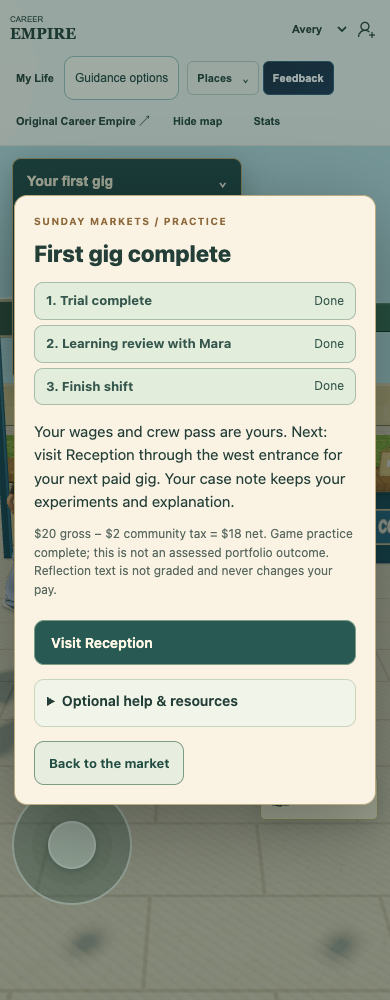 CAREER
EMPIRE
Avery
My Life
Guidance options
Places
Feedback
Original Career Empire ↗
Hide map
Stats
Your first gig
SUNDAY MARKETS / PRACTICE
First gig complete
1. Trial complete
Done
2. Learning review with Mara
Done
3. Finish shift
Done
Your wages and crew pass are yours. Next:
visit Reception through the west entrance for
your next paid gig. Your case note keeps your
experiments and explanation.
$20 gross − $2 community tax = $18 net. Game practice
complete; this is not an assessed portfolio outcome.
Reflection text is not graded and never changes your
pay.
Visit Reception
Optional help & resources
Back to the market